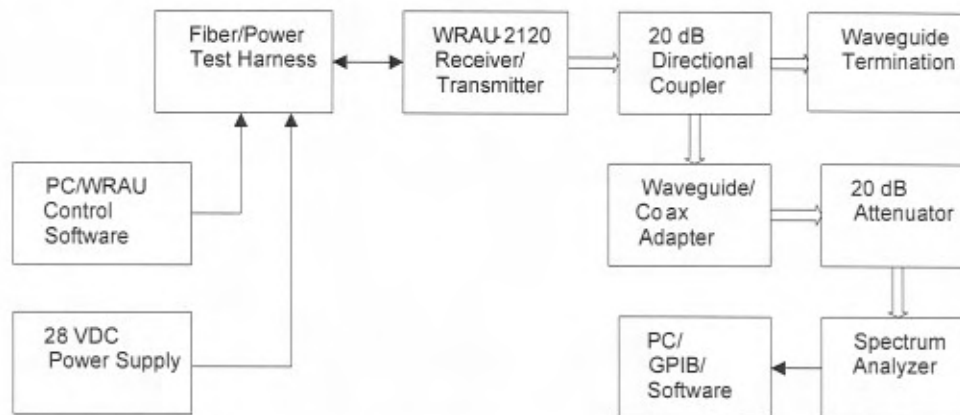 Fiber/Power
Test Harness
WRAU-2120
Receiver/
Transmitter
20 dB
Directional
Coupler
Waveguide
Termination
PC/WRAU
Control
Software
Waveguide/
Coax
Adapter
20 dB
Attenuator
28 VDC
Power Supply
PC/
GPIB/
Software
Spectrum
Analyzer